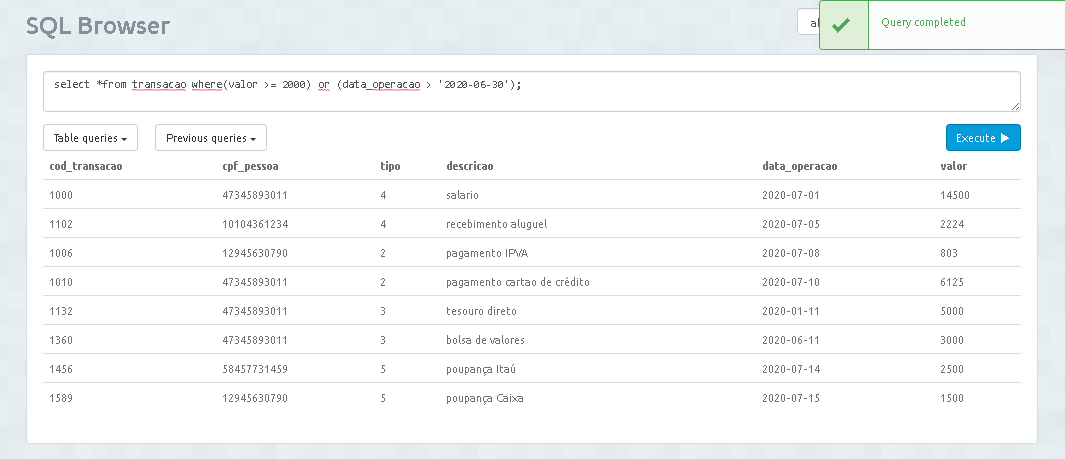 SQL Browser
Query completed
select *from transacao where(valor >= 2000) or (data_operacao > '2020-06-30');
Table queries Previous queries Execute
cod_transacao cpf_pessoa tipo descricao data_operacao valor
1000 47345893011 4 salario 2020-07-01 14500
1102 10104361234 4 recebimento aluguel 2020-07-05 2224
1006 12945630790 2 pagamento IPVA 2020-07-08 803
1010 47345893011 2 pagamento cartao de crédito 2020-07-10 6125
1132 47345893011 3 tesouro direto 2020-01-11 5000
1360 47345893011 3 bolsa de valores 2020-06-11 3000
1456 58457731459 5 poupança Itaú 2020-07-14 2500
1589 12945630790 5 poupança Caixa 2020-07-15 1500